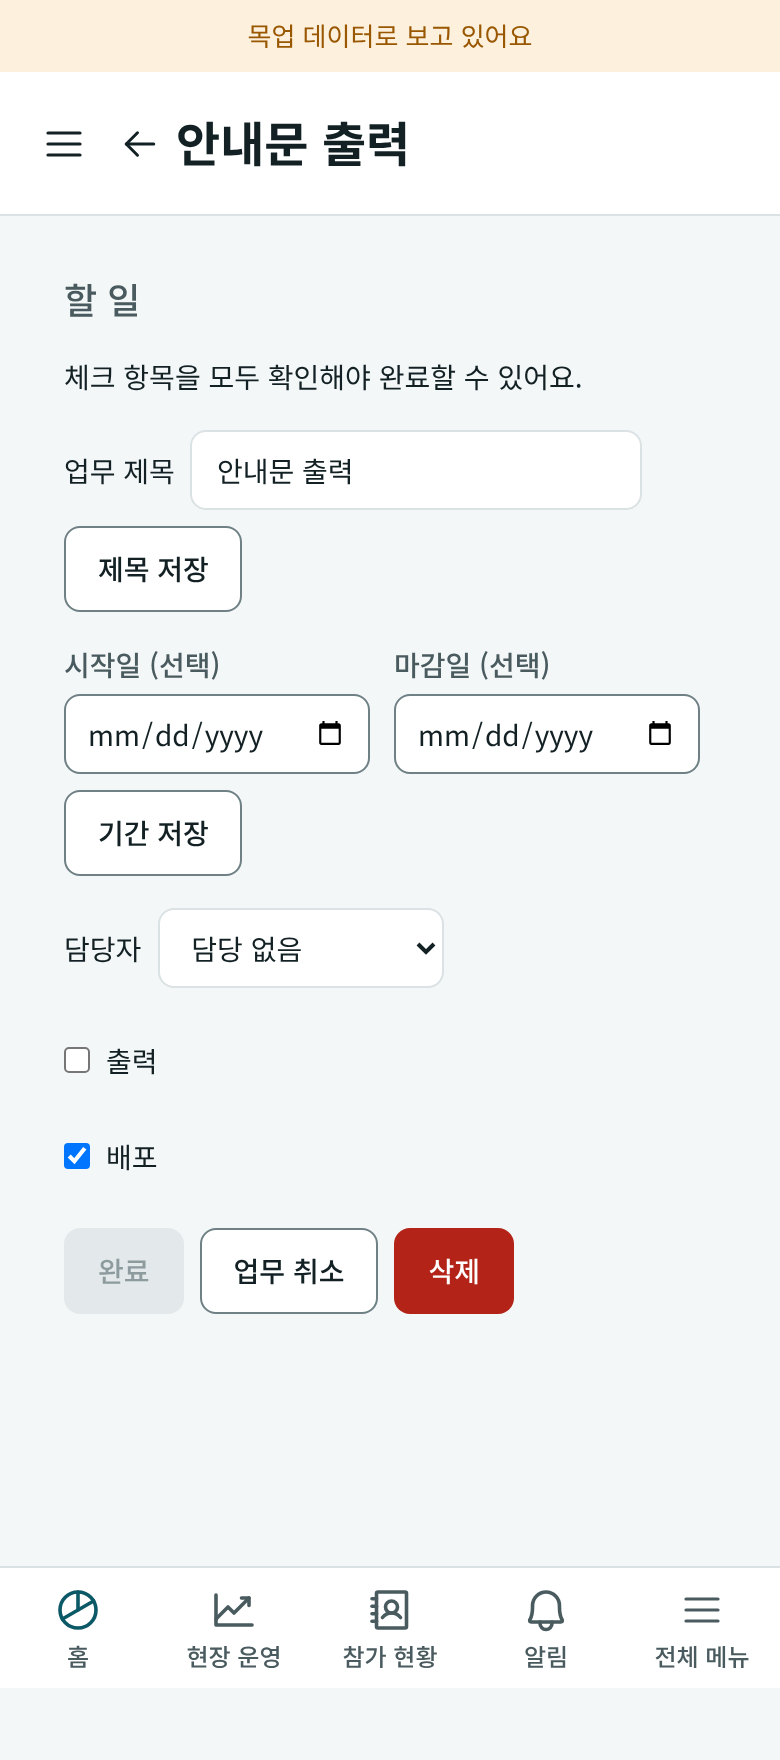 목업 데이터로 보고 있어요
안내문 출력
할 일
체크 항목을 모두 확인해야 완료할 수 있어요.
업무 제목 안내문 출력
제목 저장
시작일 (선택) 마감일 (선택)
mm/dd/yyyy mm/dd/yyyy
기간 저장
담당자 담당 없음
출력
배포
완료 업무 취소 삭제
홈 현장 운영 참가 현황 알림 전체 메뉴